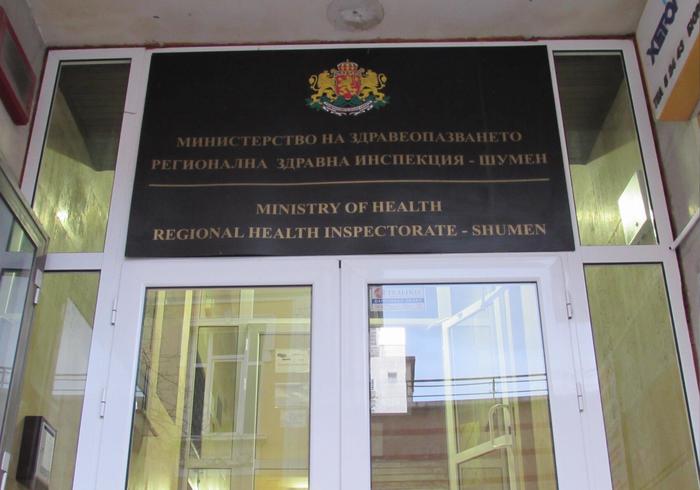 МИНИСТЕРСТВО НА ЗДРАВЕОПАЗВАНЕТО
РЕГИОНАЛНА ЗДРАВНА ИНСПЕКЦИЯ - ШУМЕН
MINISTRY OF HEALTH
REGIONAL HEALTH INSPECTORATE - SHUMEN